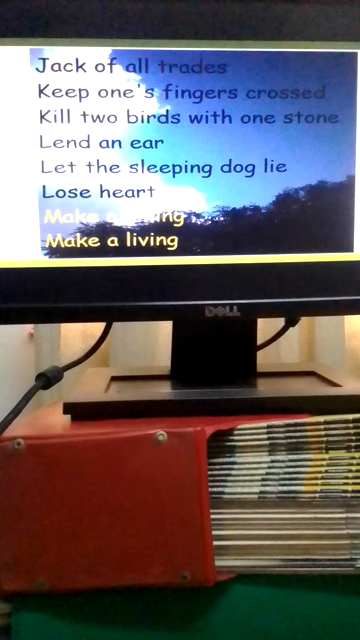 Jack of all trades
Keep one's fingers crossed
Kill two birds with one stone
Lend an ear
Let the sleeping dog lie
Lose heart
Make a
Make a living
DELL